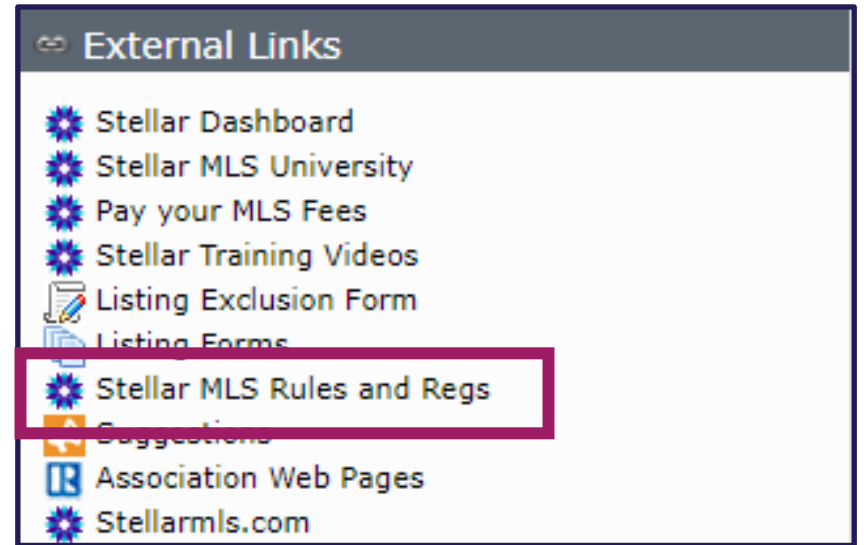 External Links
Stellar Dashboard
Stellar MLS University
Pay your MLS Fees
Stellar Training Videos
Listing Exclusion Form
Listing Forms
Stellar MLS Rules and Regs
Suggestions
Association Web Pages
Stellarmls.com